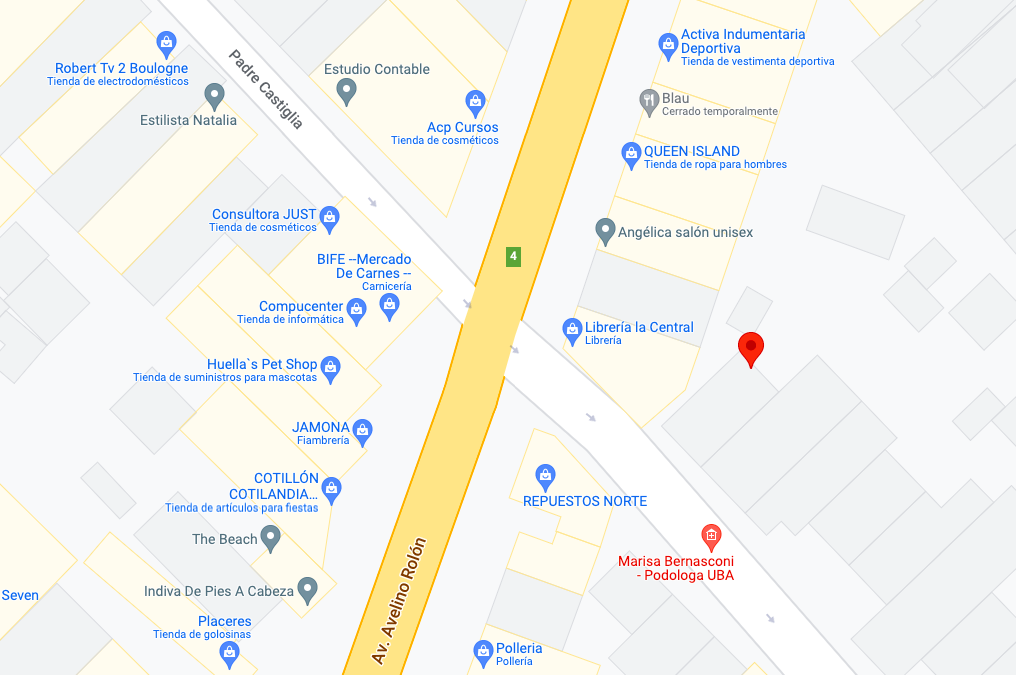 Activa Indumentaria
Deportiva
Tienda de vestimenta deportiva
Robert Tv 2 Boulogne
Tienda de electrodomésticos
Padre Castiglia
Estudio Contable
Estilista Natalia
Acp Cursos
Tienda de cosméticos
Blau
Cerrado temporalmente
QUEEN ISLAND
Tienda de ropa para hombres
Consultora JUST
Tienda de cosméticos
Angélica salón unisex
BIFE --Mercado
De Carnes --
Carnicería
4
Compucenter
Tienda de informática
Librería la Central
Librería
Huella`s Pet Shop
Tienda de suministros para mascotas
JAMONA
Fiambrería
COTILLÓN
COTILANDIA...
Tienda de artículos para fiestas
REPUESTOS NORTE
The Beach
Marisa Bernasconi
- Podologa UBA
Indiva De Pies A Cabeza
Seven
Av. Avelino Rolón
Placeres
Tienda de golosinas
Polleria
Pollería